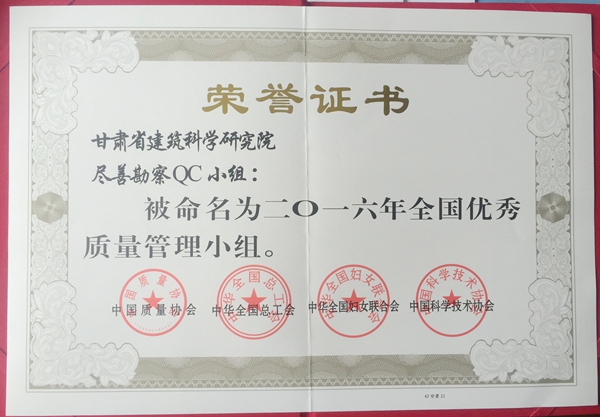 荣誉证书
甘肃省建筑科学研究院
尽善勘察QC小组：
被命名为二〇一六年全国优秀
质量管理小组。
中国质量协会
中华全国总工会
中华全国妇女联合会
中国科学技术协会